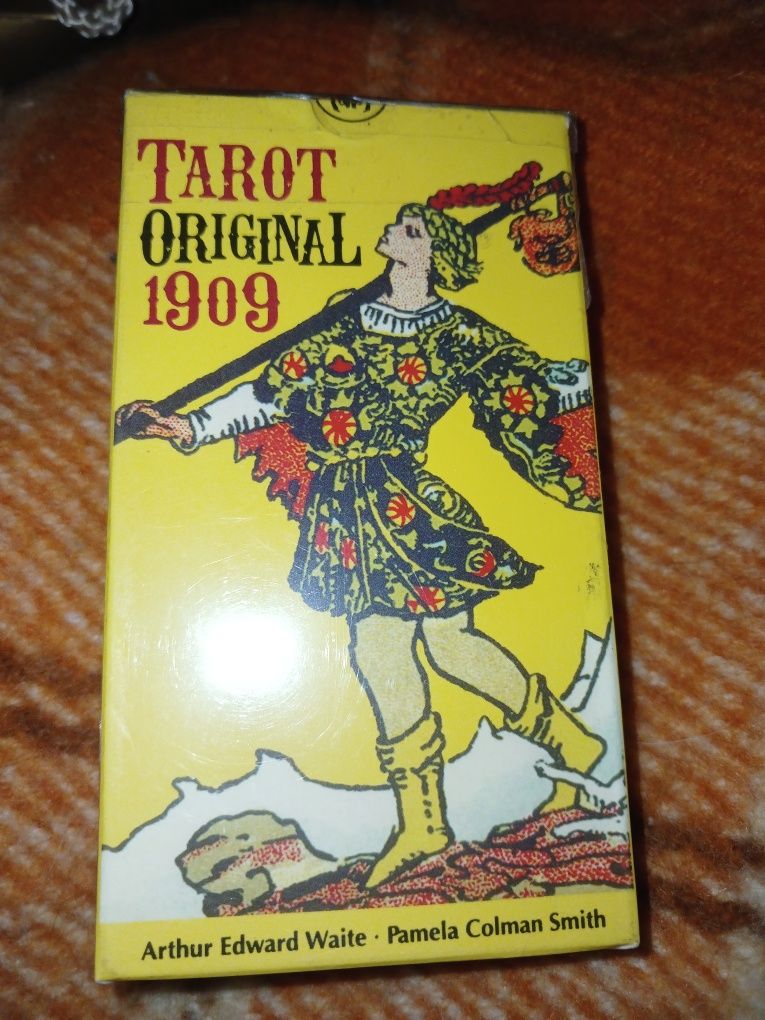 TAROT
ORIGINAL
1909
Arthur Edward Waite · Pamela Colman Smith